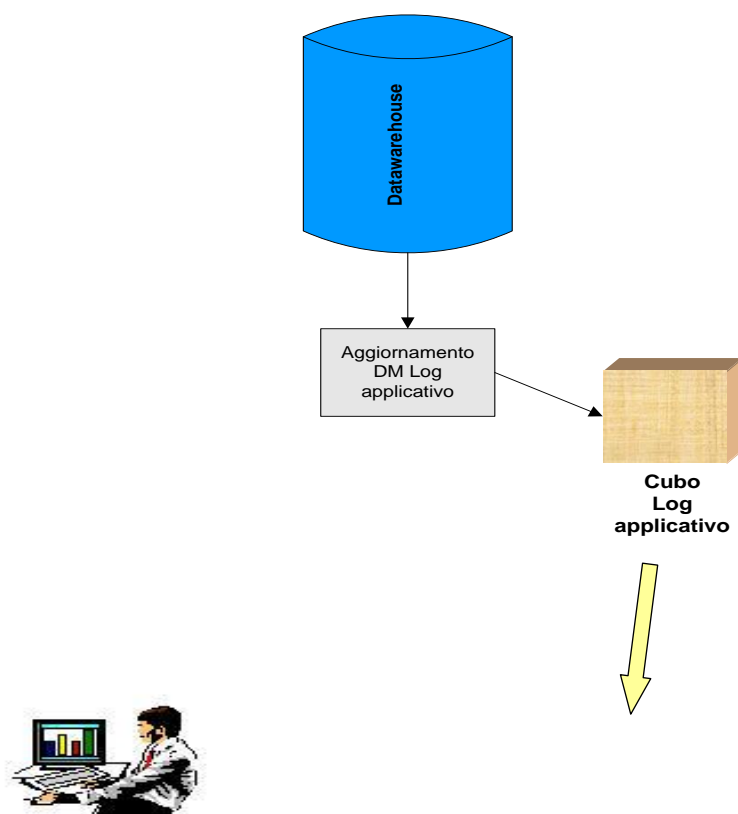 Datawarehouse
Aggiornamento
DM Log
applicativo
Cubo
Log
applicativo